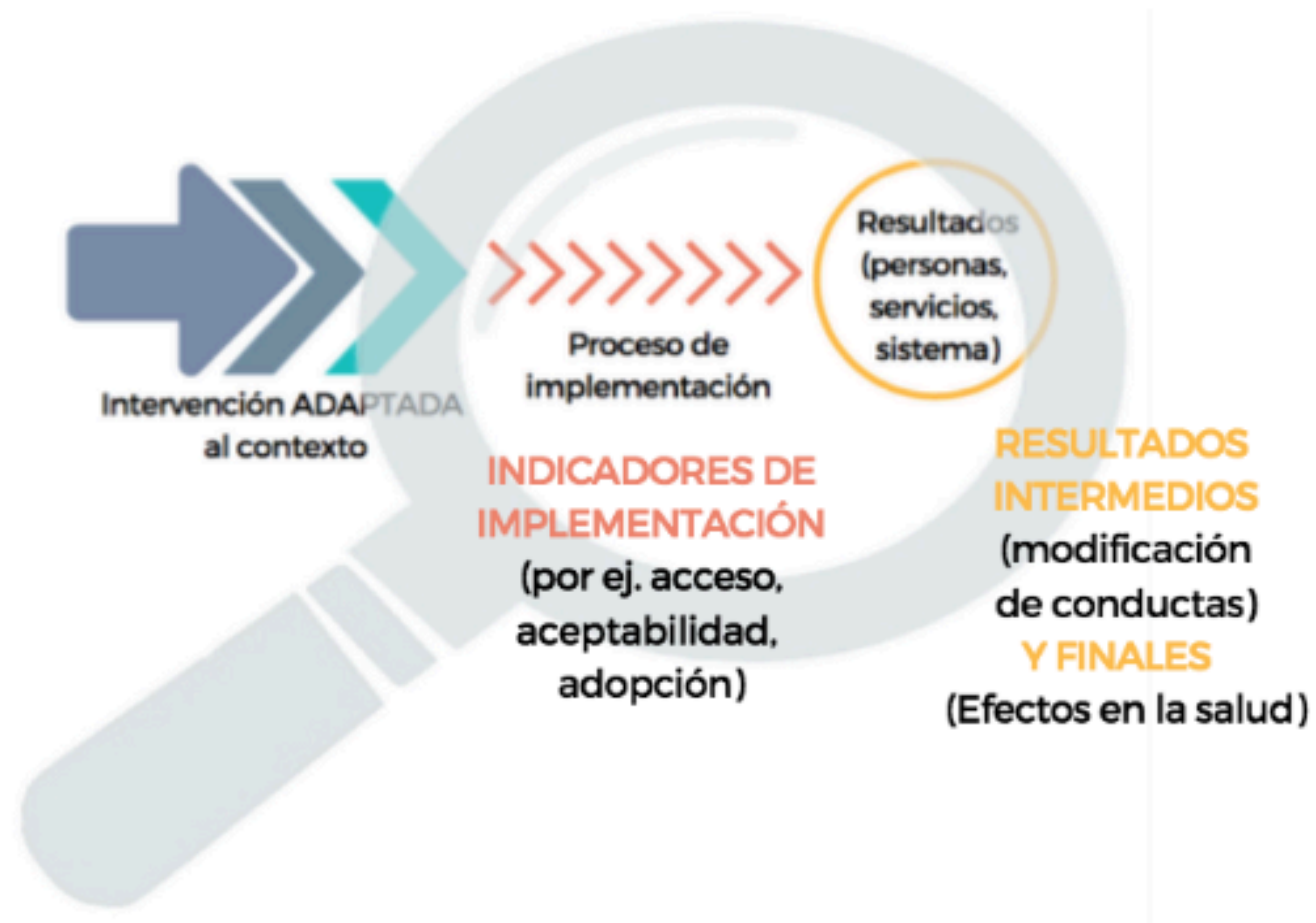 Intervención ADAPTADA
al contexto
Proceso de
implementación
Resultados
(personas,
servicios,
sistema)
INDICADORES DE
IMPLEMENTACIÓN
(por ej. acceso,
aceptabilidad,
adopción)
RESULTADOS
INTERMEDIOS
(modificación
de conductas)
Y FINALES
(Efectos en la salud)